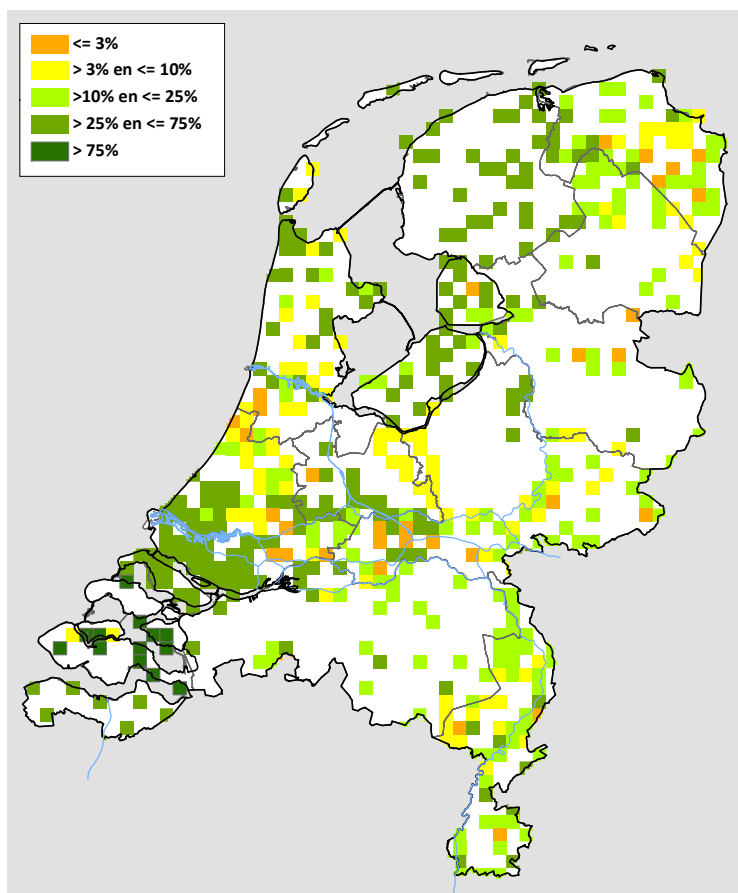 <= 3%
> 3% en <= 10%
>10% en <= 25%
> 25% en <= 75%
> 75%